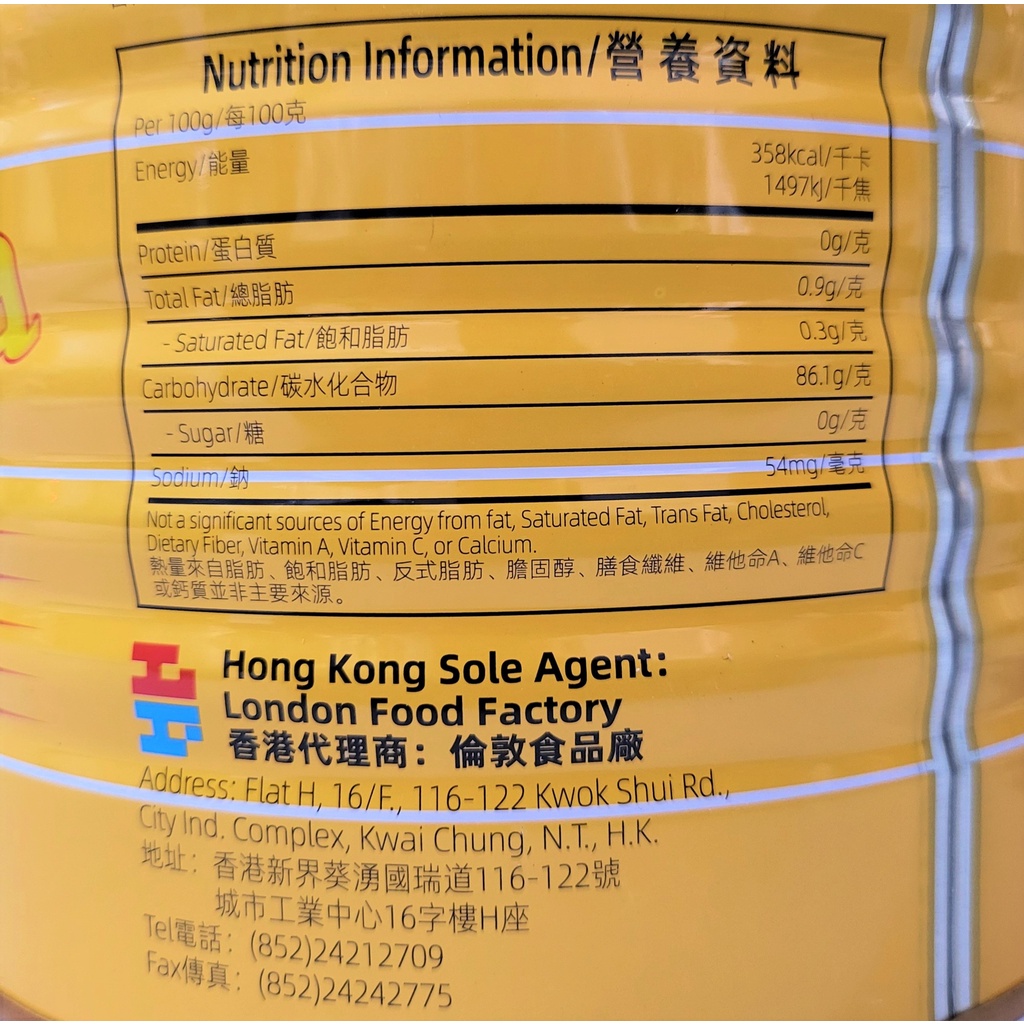 Nutrition Information/營養資料
Per 100g/每100克
Energy/能量 358kcal/千卡
1497kJ/千焦
Protein/蛋白質 0g/克
Total Fat/總脂肪 0.9g/克
- Saturated Fat/飽和脂肪 0.3g/克
Carbohydrate/碳水化合物 86.1g/克
- Sugar/糖 0g/克
Sodium/鈉 54mg/毫克
Not a significant sources of Energy from fat, Saturated Fat, Trans Fat, Cholesterol,
Dietary Fiber, Vitamin A, Vitamin C, or Calcium.
熱量來自脂肪、飽和脂肪、反式脂肪、膽固醇、膳食纖維、維他命A、維他命C
或鈣質並非主要來源。
Hong Kong Sole Agent:
London Food Factory
香港代理商：倫敦食品廠
Address: Flat H, 16/F., 116-122 Kwok Shui Rd.,
City Ind. Complex, Kwai Chung, N.T., H.K.
地址：香港新界葵湧國瑞道116-122號
城市工業中心16字樓H座
Tel電話：(852)24212709
Fax傳真：(852)24242775